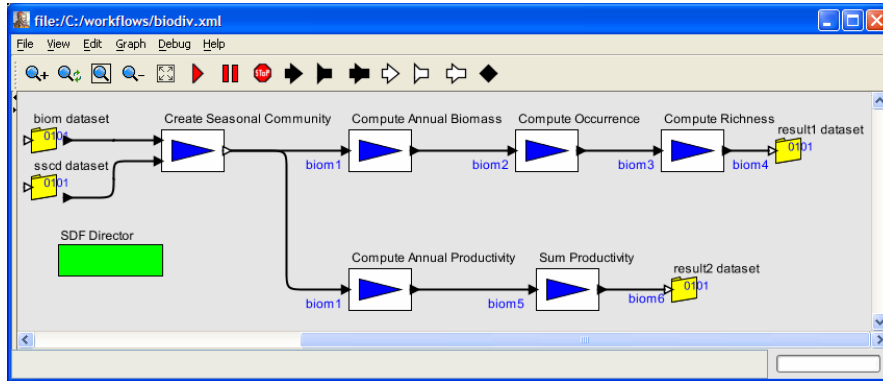 file:/C:/workflows/biodiv.xml
File View Edit Graph Debug Help
STOP
biom dataset
Create Seasonal Community
Compute Annual Biomass
Compute Occurrence
Compute Richness
result1 dataset
0101
0101
sscd dataset
0101
biom1
biom2
biom3
biom4
SDF Director
Compute Annual Productivity
Sum Productivity
result2 dataset
0101
biom1
biom5
biom6